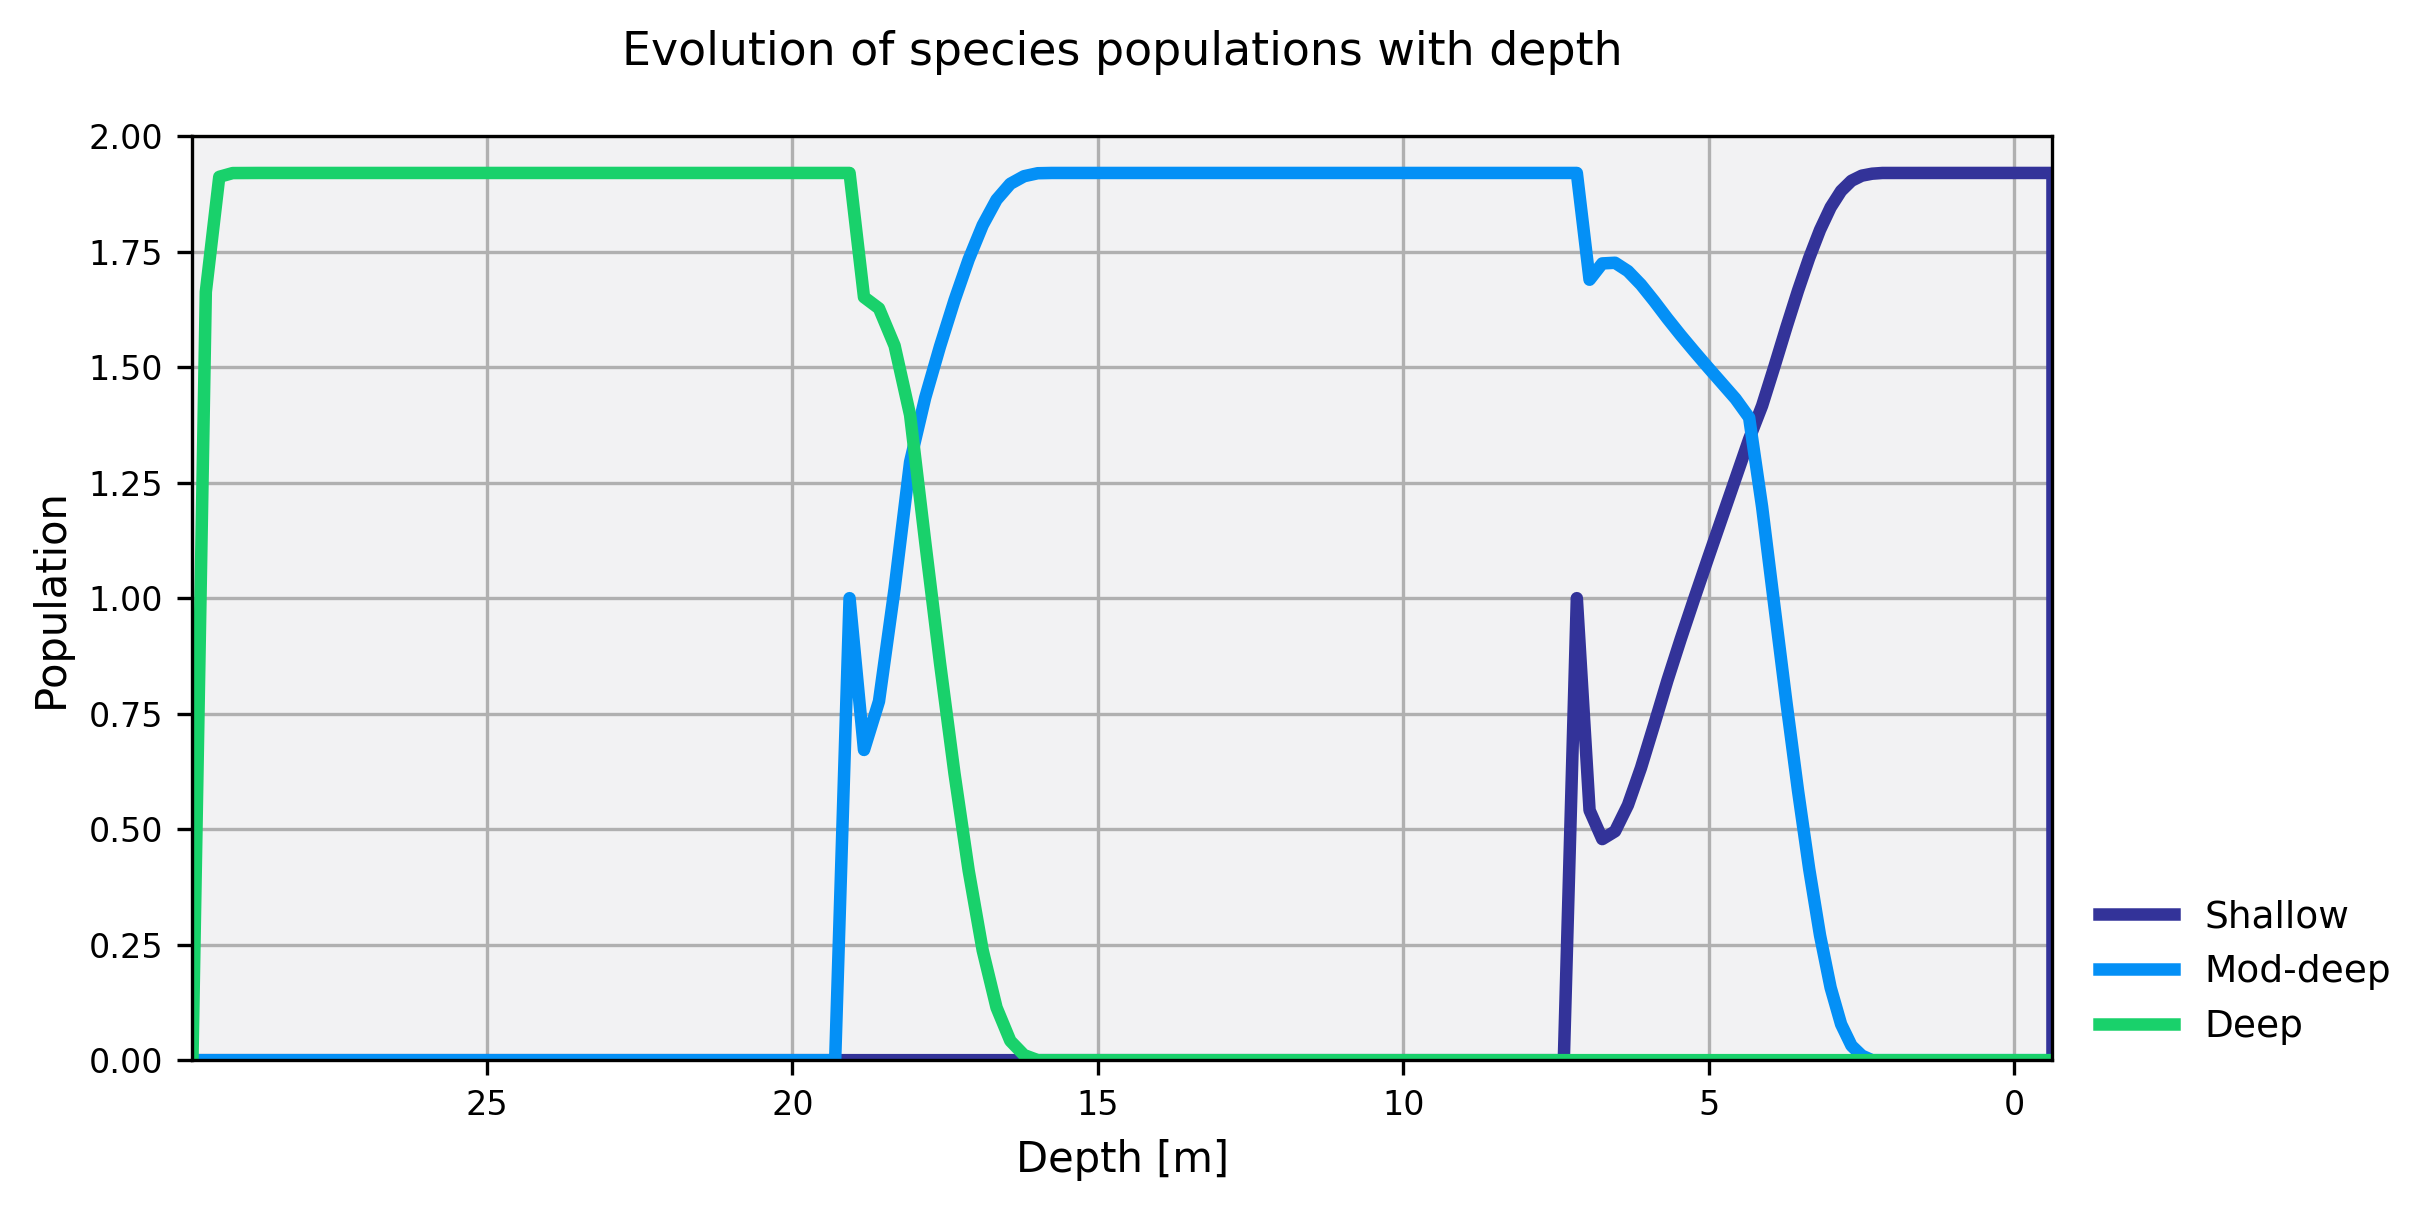 Evolution of species populations with depth
2.00
1.75
1.50
1.25
1.00
0.75
0.50
0.25
0.00
Population
25 20 15 10 5 0
Depth [m]
Shallow
Mod-deep
Deep